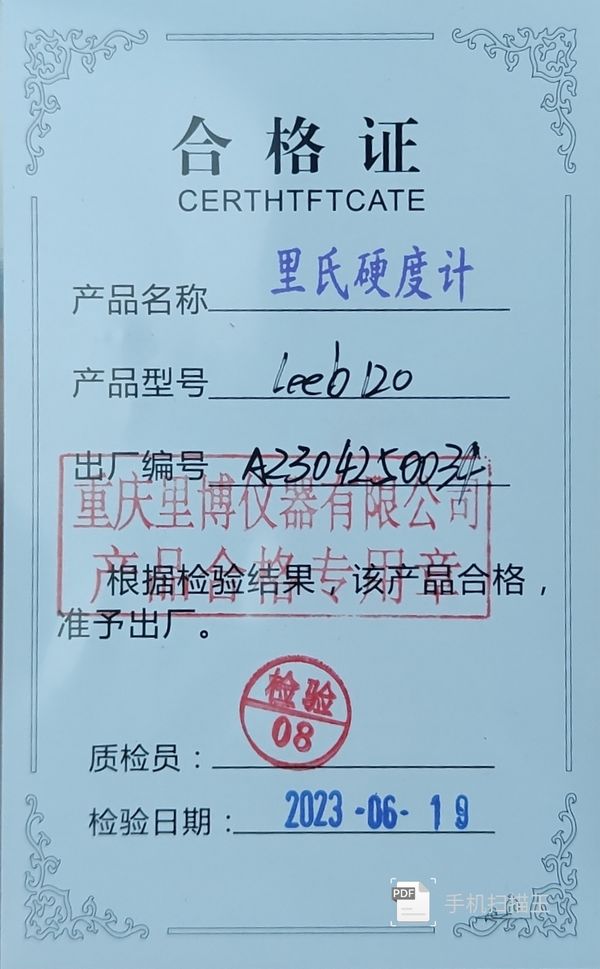 合格证
CERTHTFTCATE
产品名称 里氏硬度计
产品型号 Leeb120
出厂编号 A2304250034
重庆里博仪器有限公司
产品合格专用章
根据检验结果，该产品合格，
准予出厂。
检验
08
质检员：
检验日期：2023-06-19
PDF 手机扫描王